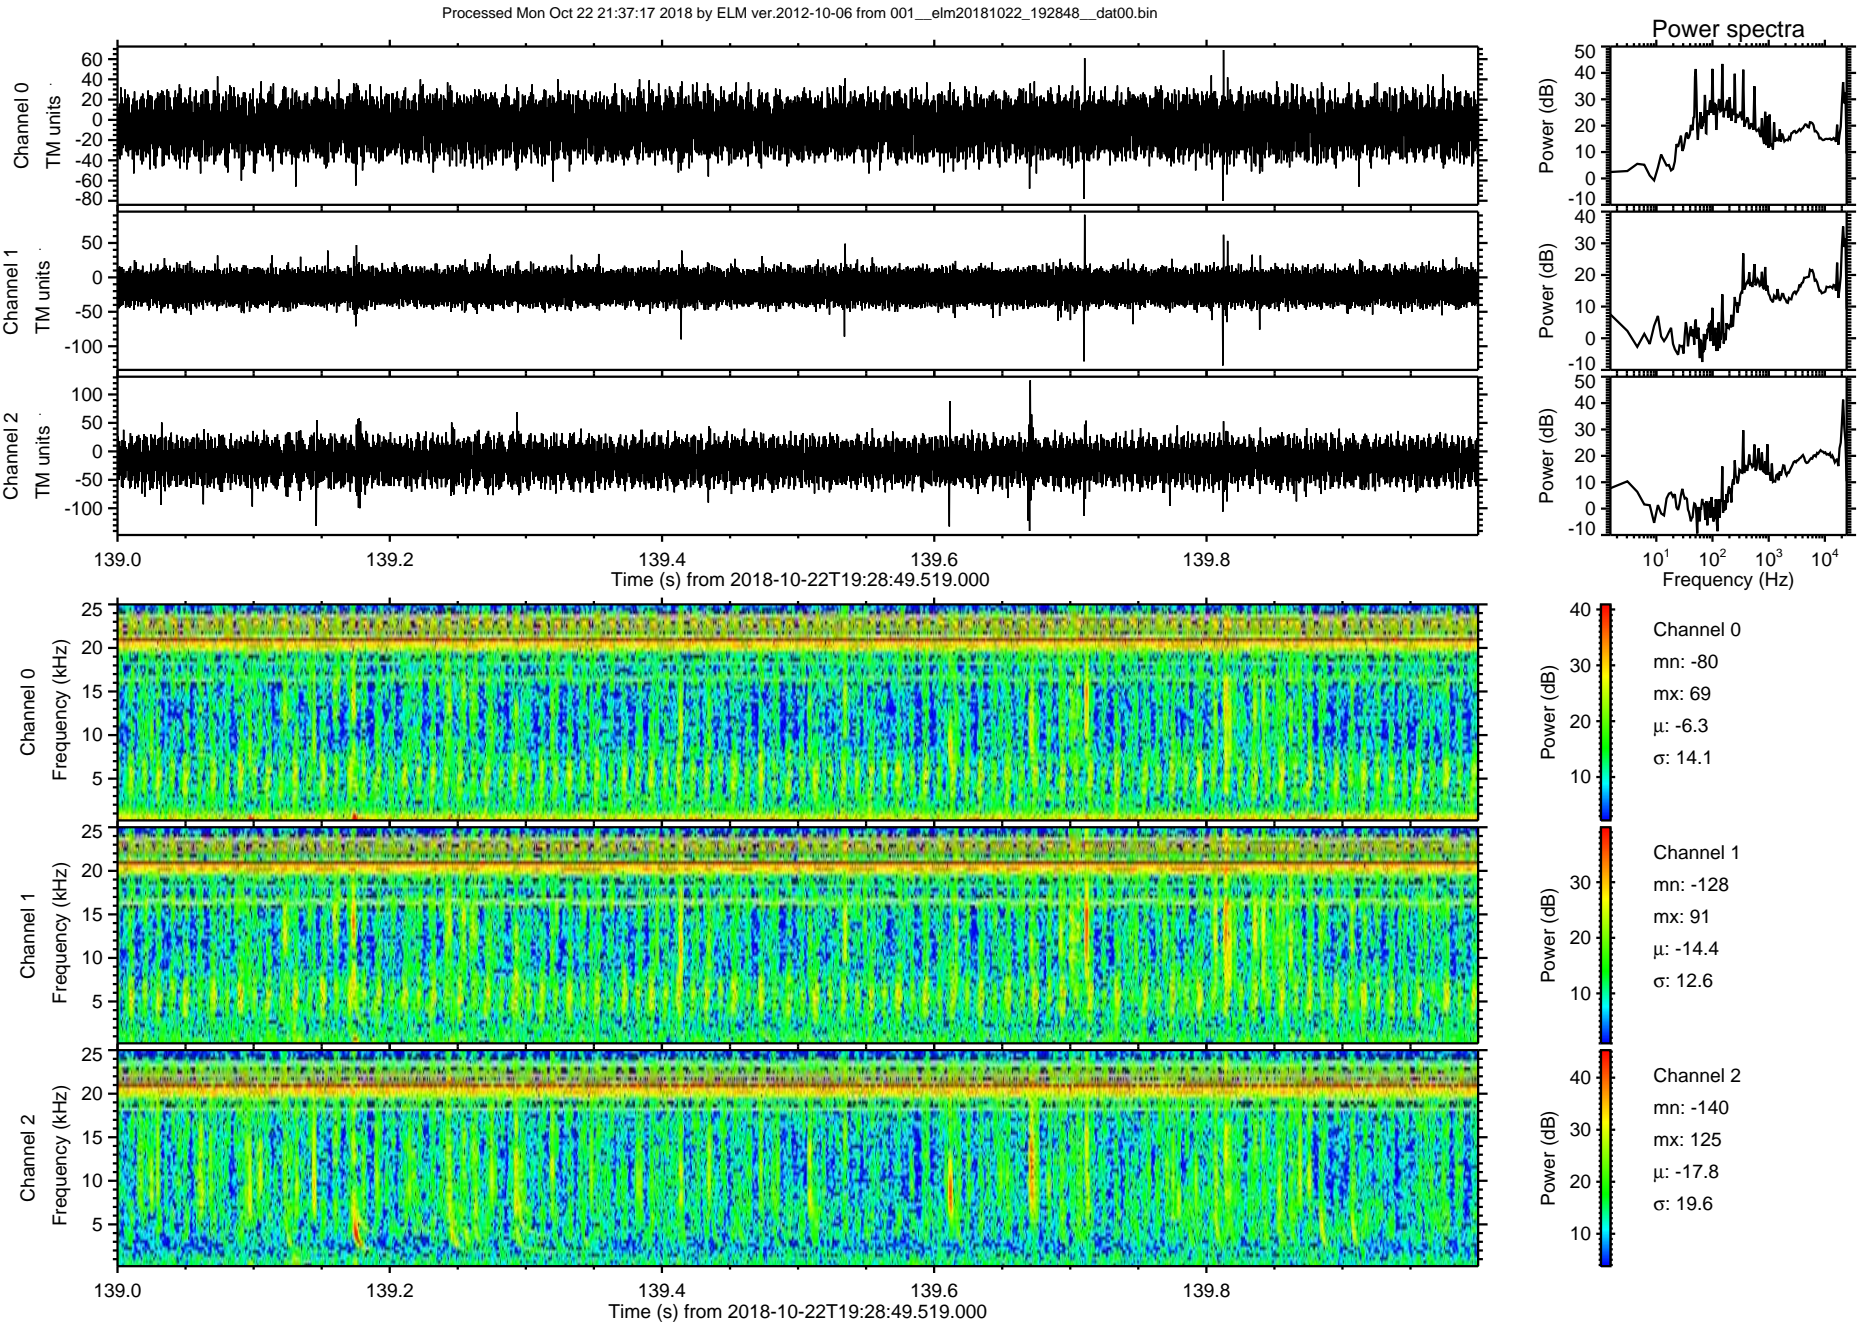 Processed Mon Oct 22 21:37:17 2018 by ELM ver.2012-10-06 from 001__elm20181022_192848__dat00.bin
Power spectra
Channel 0
TM units
60
40
20
0
-20
-40
-60
-80
Power (dB)
50
40
30
20
10
0
-10
Channel 1
TM units
50
0
-50
-100
Power (dB)
40
30
20
10
0
-10
Channel 2
TM units
100
50
0
-50
-100
Power (dB)
50
40
30
20
10
0
-10
139.0 139.2 139.4 139.6 139.8
Time (s) from 2018-10-22T19:28:49.519.000
10¹ 10² 10³ 10⁴
Frequency (Hz)
Channel 0
Frequency (kHz)
25
20
15
10
5
Power (dB)
40
30
20
10
Channel 0
mn: -80
mx: 69
μ: -6.3
σ: 14.1
Channel 1
Frequency (kHz)
25
20
15
10
5
Power (dB)
30
20
10
Channel 1
mn: -128
mx: 91
μ: -14.4
σ: 12.6
Channel 2
Frequency (kHz)
25
20
15
10
5
Power (dB)
40
30
20
10
Channel 2
mn: -140
mx: 125
μ: -17.8
σ: 19.6
139.0 139.2 139.4 139.6 139.8
Time (s) from 2018-10-22T19:28:49.519.000